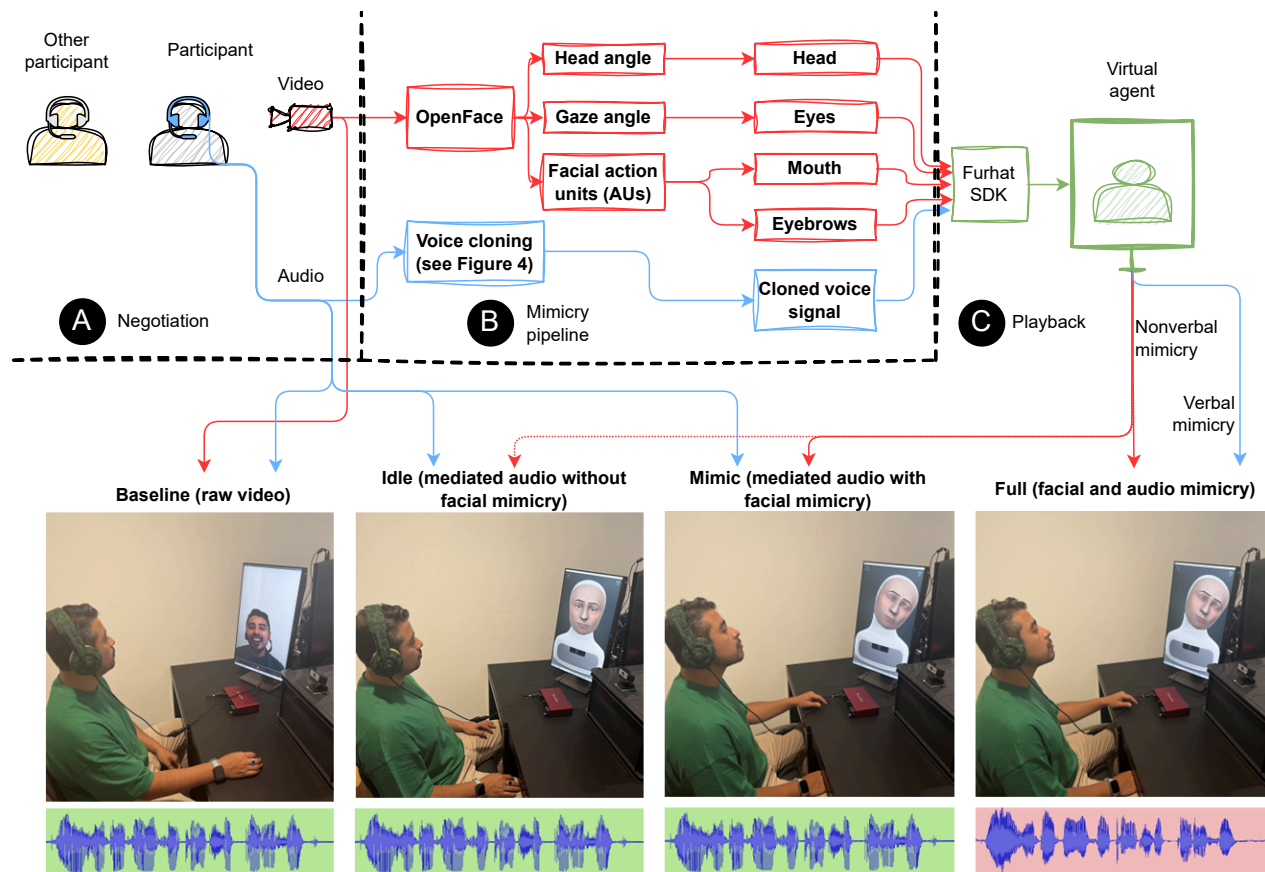 Other
participant
Participant
Video
OpenFace
Head angle
Head
Gaze angle
Eyes
Facial action
units (AUs)
Mouth
Eyebrows
Voice cloning
(see Figure 4)
Audio
Cloned voice
signal
Furhat
SDK
Virtual
agent
A
Negotiation
B
Mimicry
pipeline
C
Playback
Nonverbal
mimicry
Verbal
mimicry
Baseline (raw video)
Idle (mediated audio without
facial mimicry)
Mimic (mediated audio with
facial mimicry)
Full (facial and audio mimicry)